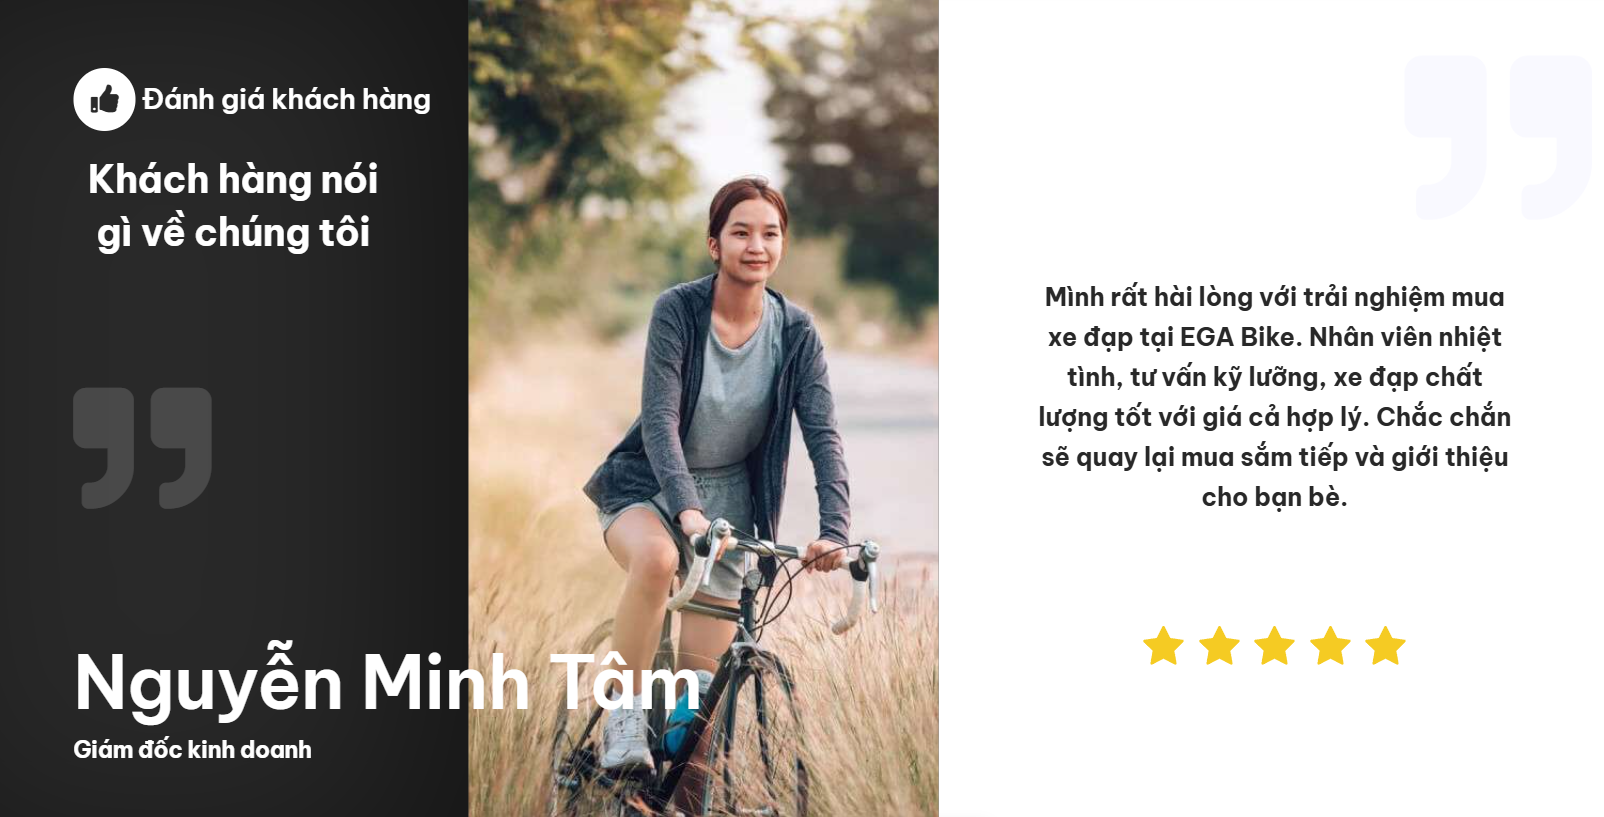 Đánh giá khách hàng
Khách hàng nói
gì về chúng tôi
Nguyễn Minh Tâm
Giám đốc kinh doanh
Mình rất hài lòng với trải nghiệm mua
xe đạp tại EGA Bike. Nhân viên nhiệt
tình, tư vấn kỹ lưỡng, xe đạp chất
lượng tốt với giá cả hợp lý. Chắc chắn
sẽ quay lại mua sắm tiếp và giới thiệu
cho bạn bè.